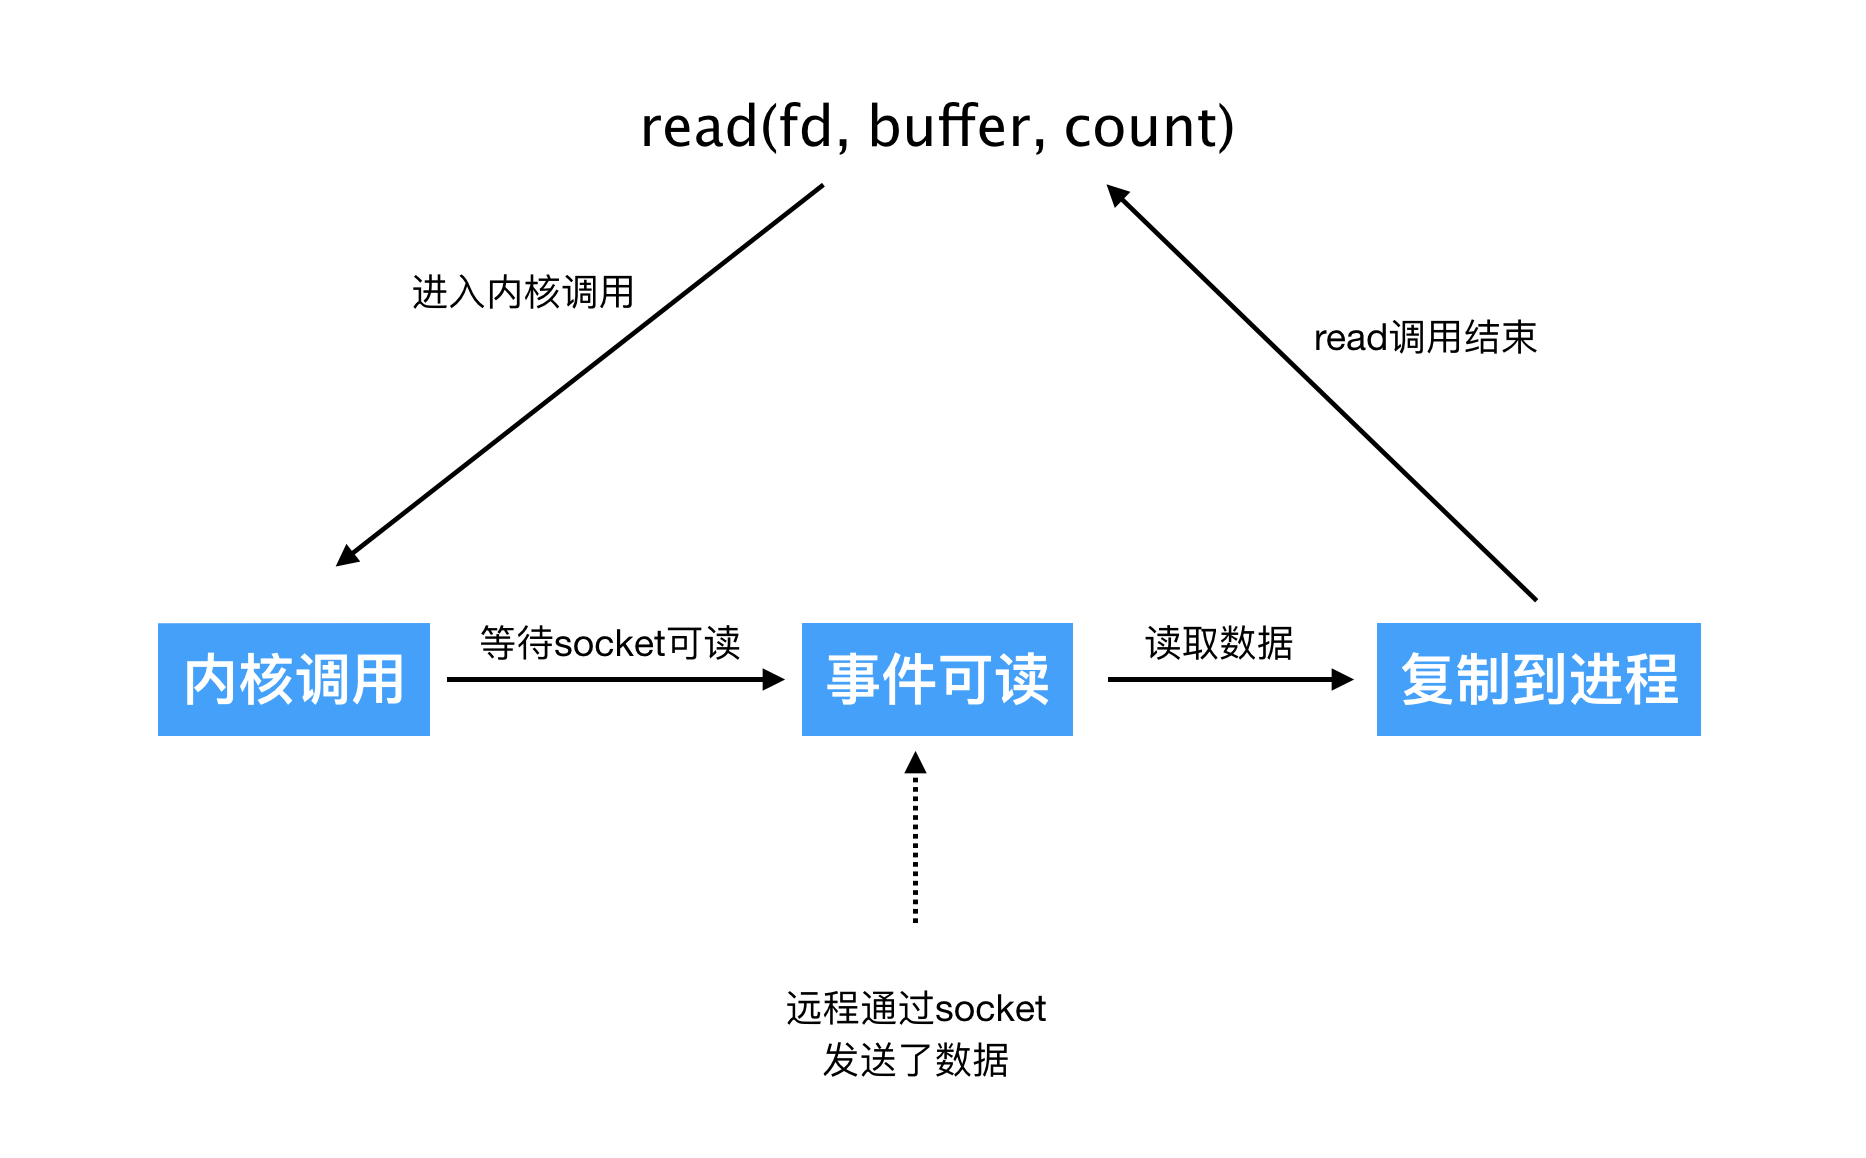 read(fd, buffer, count)
进入内核调用
read调用结束
内核调用
等待socket可读
事件可读
读取数据
复制到进程
远程通过socket
发送了数据